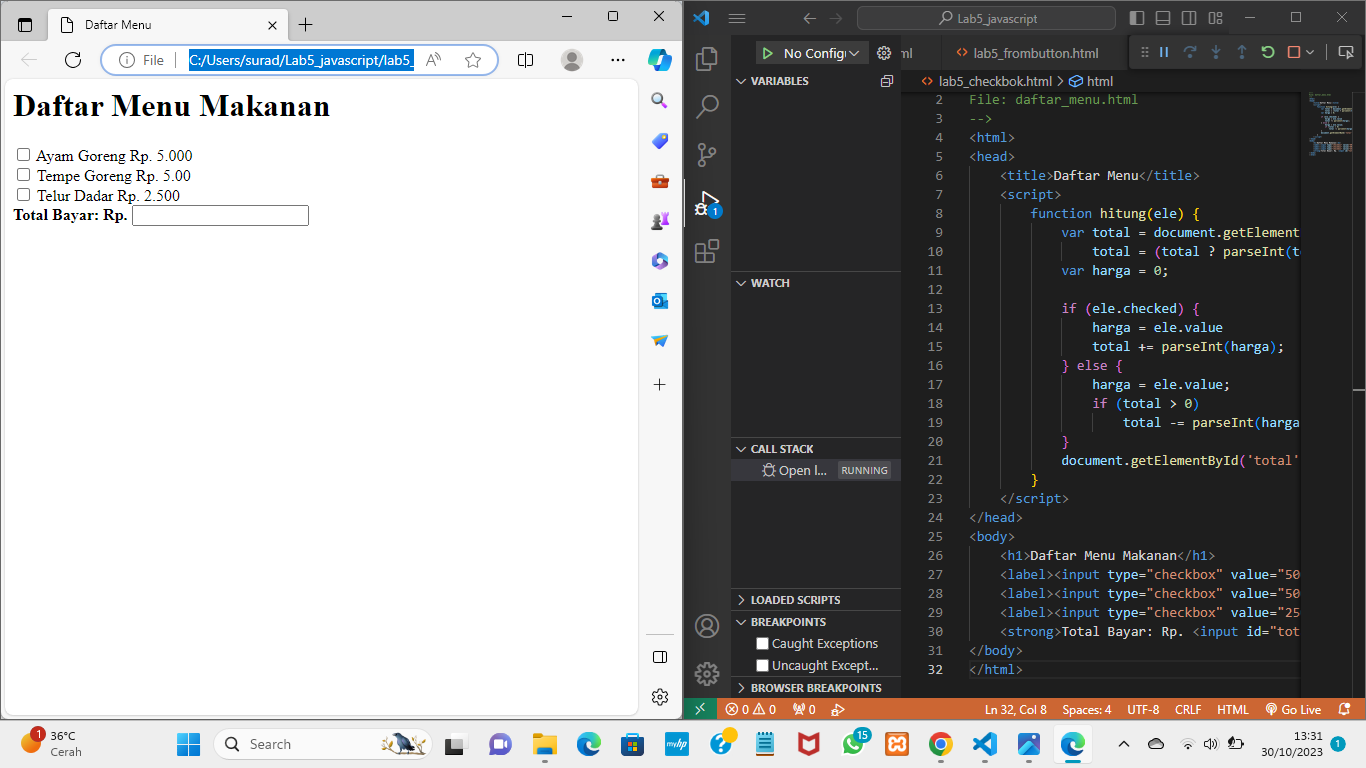 Daftar Menu
File
C:/Users/surad/Lab5_javascript/lab5_
Daftar Menu Makanan
Ayam Goreng Rp. 5.000
Tempe Goreng Rp. 5.00
Telur Dadar Rp. 2.500
Total Bayar: Rp.
Lab5_javascript
No Config
ml
lab5_frombutton.html
lab5_checkbok.html > html
VARIABLES
WATCH
CALL STACK
Open l... RUNNING
LOADED SCRIPTS
BREAKPOINTS
Caught Exceptions
Uncaught Except...
BROWSER BREAKPOINTS
1
2 File: daftar_menu.html
3 -->
4 <html>
5 <head>
6 <title>Daftar Menu</title>
7 <script>
8 function hitung(ele) {
9 var total = document.getElement
10 total = (total ? parseInt(to
11 var harga = 0;
12
13 if (ele.checked) {
14 harga = ele.value
15 total += parseInt(harga);
16 } else {
17 harga = ele.value;
18 if (total > 0)
19 total -= parseInt(harga
20 }
21 document.getElementById('total'
22 }
23 </script>
24 </head>
25 <body>
26 <h1>Daftar Menu Makanan</h1>
27 <label><input type="checkbox" value="50
28 <label><input type="checkbox" value="50
29 <label><input type="checkbox" value="25
30 <strong>Total Bayar: Rp. <input id="tot
31 </body>
32 </html>
0 0 0
Ln 32, Col 8 Spaces: 4 UTF-8 CRLF HTML Go Live
1
36°C
Cerah
Search
myhp
15
13:31
30/10/2023
1